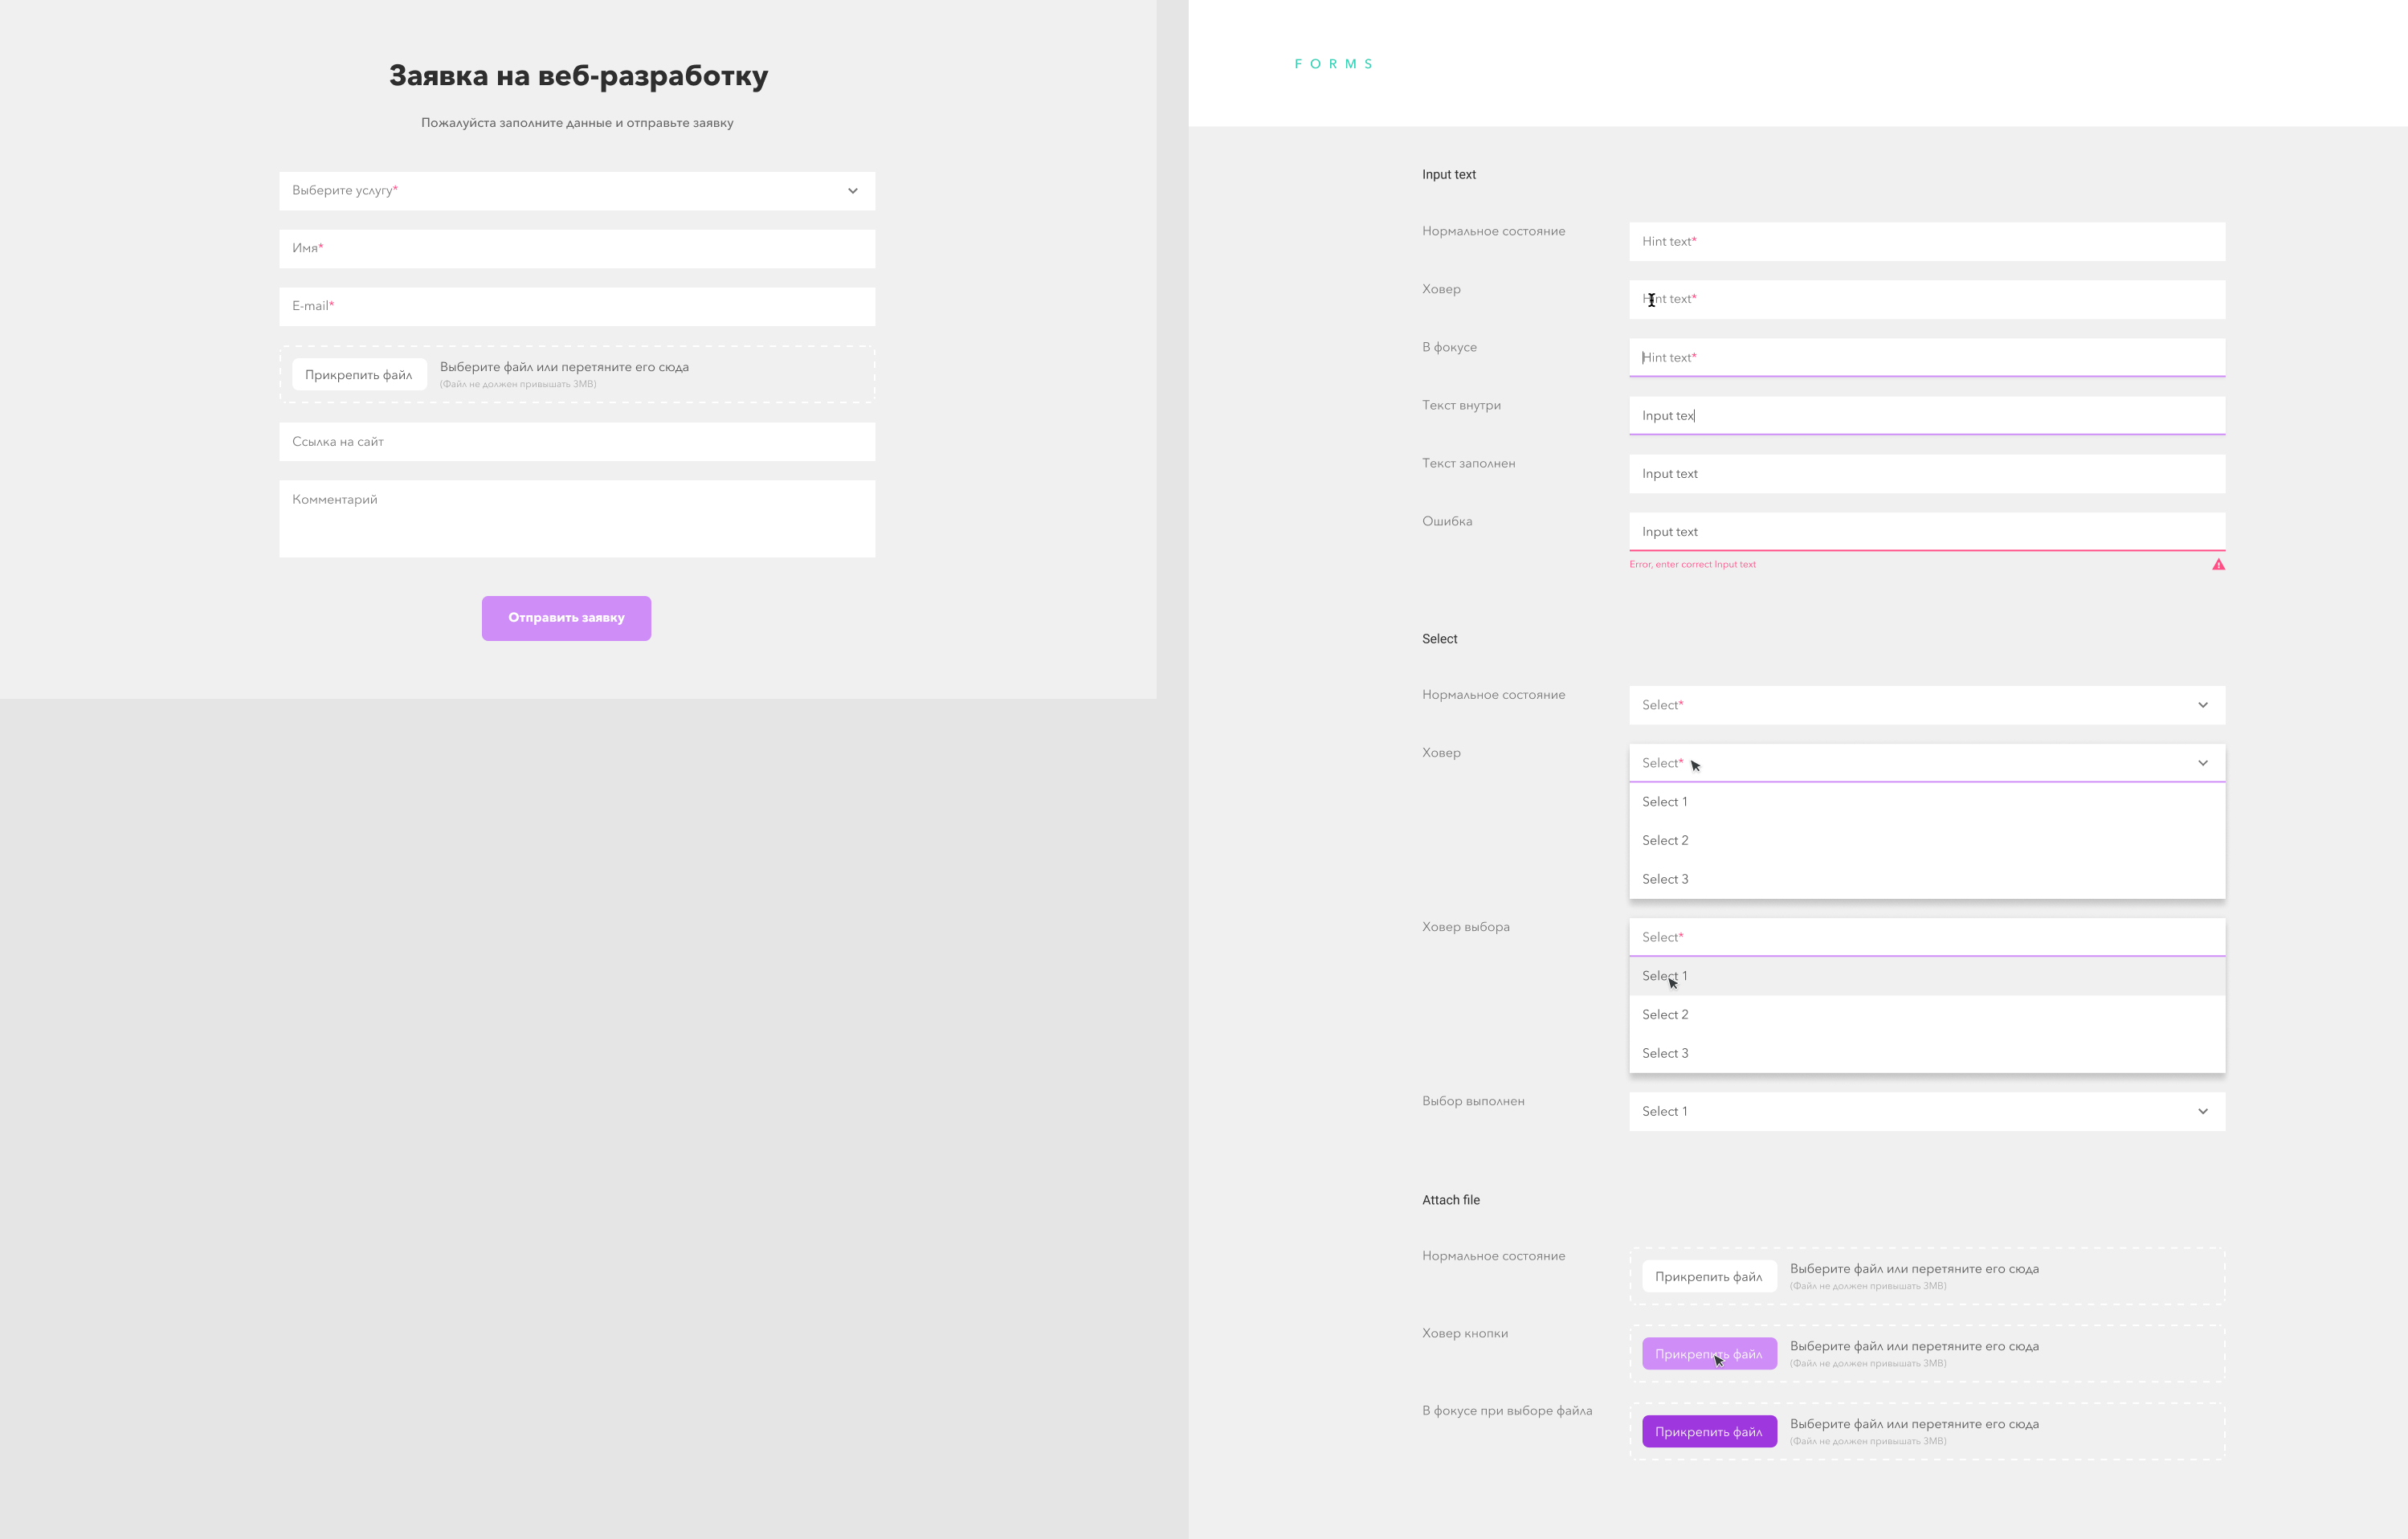 Заявка на веб-разработку
Пожалуйста заполните данные и отправьте заявку
Выберите услугу*
Имя*
E-mail*
Прикрепить файл
Выберите файл или перетяните его сюда
(Файл не должен привышать 3MB)
Ссылка на сайт
Комментарий
Отправить заявку
FORMS
Input text
Нормальное состояние
Hint text*
Ховер
Hint text*
В фокусе
Hint text*
Текст внутри
Input tex
Текст заполнен
Input text
Ошибка
Input text
Error, enter correct Input text
Select
Нормальное состояние
Select*
Ховер
Select*
Select 1
Select 2
Select 3
Ховер выбора
Select*
Select 1
Select 2
Select 3
Выбор выполнен
Select 1
Attach file
Нормальное состояние
Прикрепить файл
Выберите файл или перетяните его сюда
(Файл не должен привышать 3MB)
Ховер кнопки
Прикрепить файл
Выберите файл или перетяните его сюда
(Файл не должен привышать 3MB)
В фокусе при выборе файла
Прикрепить файл
Выберите файл или перетяните его сюда
(Файл не должен привышать 3MB)